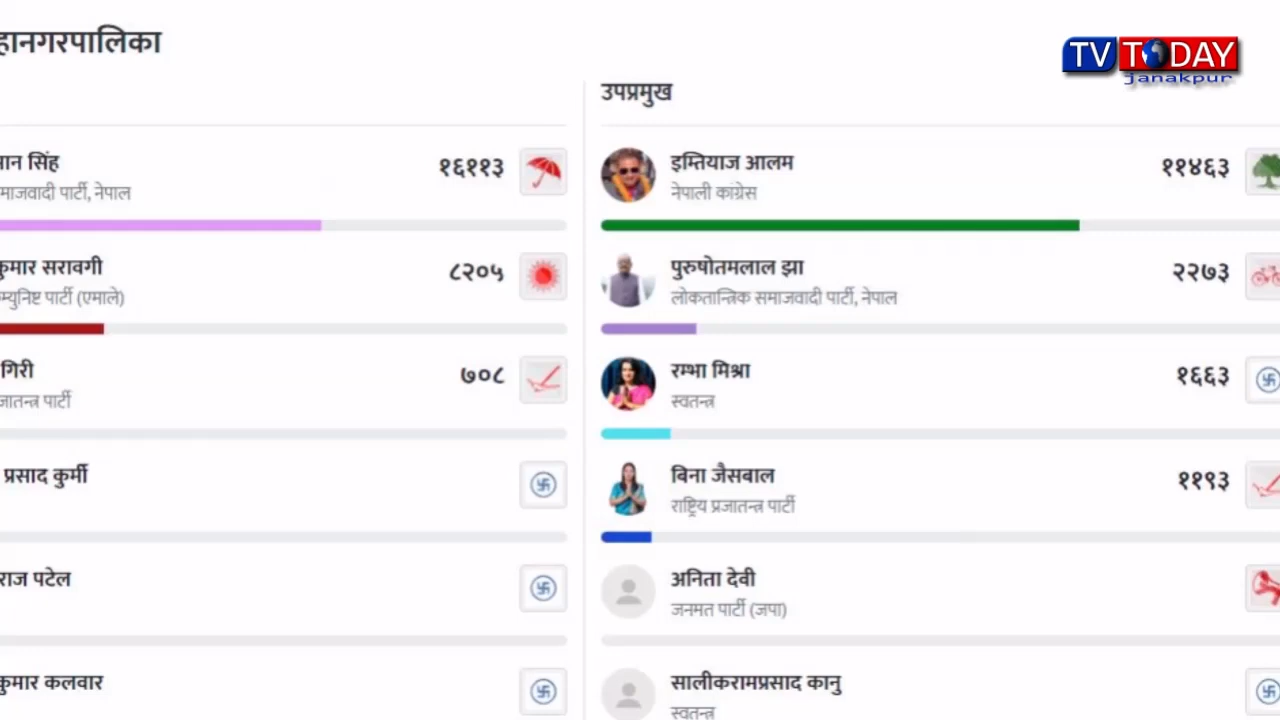 हानगरपालिका
TV TODAY
janakpur
मान सिंह
१६११३
माजवादी पार्टी, नेपाल
कुमार सरावगी
८२०५
म्युनिष्ट पार्टी (एमाले)
गिरी
७०८
जातन्त्र पार्टी
प्रसाद कुर्मी
राज पटेल
कुमार कलवार
उपप्रमुख
इम्तियाज आलम
११४६३
नेपाली कांग्रेस
पुरुषोतमलाल झा
२२७३
लोकतान्त्रिक समाजवादी पार्टी, नेपाल
रम्भा मिश्रा
१६६३
स्वतन्त्र
बिना जैसबाल
११९३
राष्ट्रिय प्रजातन्त्र पार्टी
अनिता देवी
जनमत पार्टी (जपा)
सालीकरामप्रसाद कानु
स्वतन्त्र